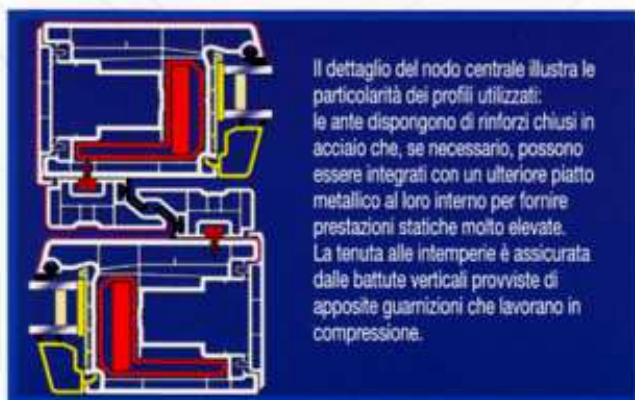 Il dettaglio del nodo centrale illustra le
particolarità dei profili utilizzati:
le ante dispongono di rinforzi chiusi in
acciaio che, se necessario, possono
essere integrati con un ulteriore piatto
metallico al loro interno per fornire
prestazioni statiche molto elevate.
La tenuta alle intemperie è assicurata
dalle battute verticali provviste di
apposite guarnizioni che lavorano in
compressione.